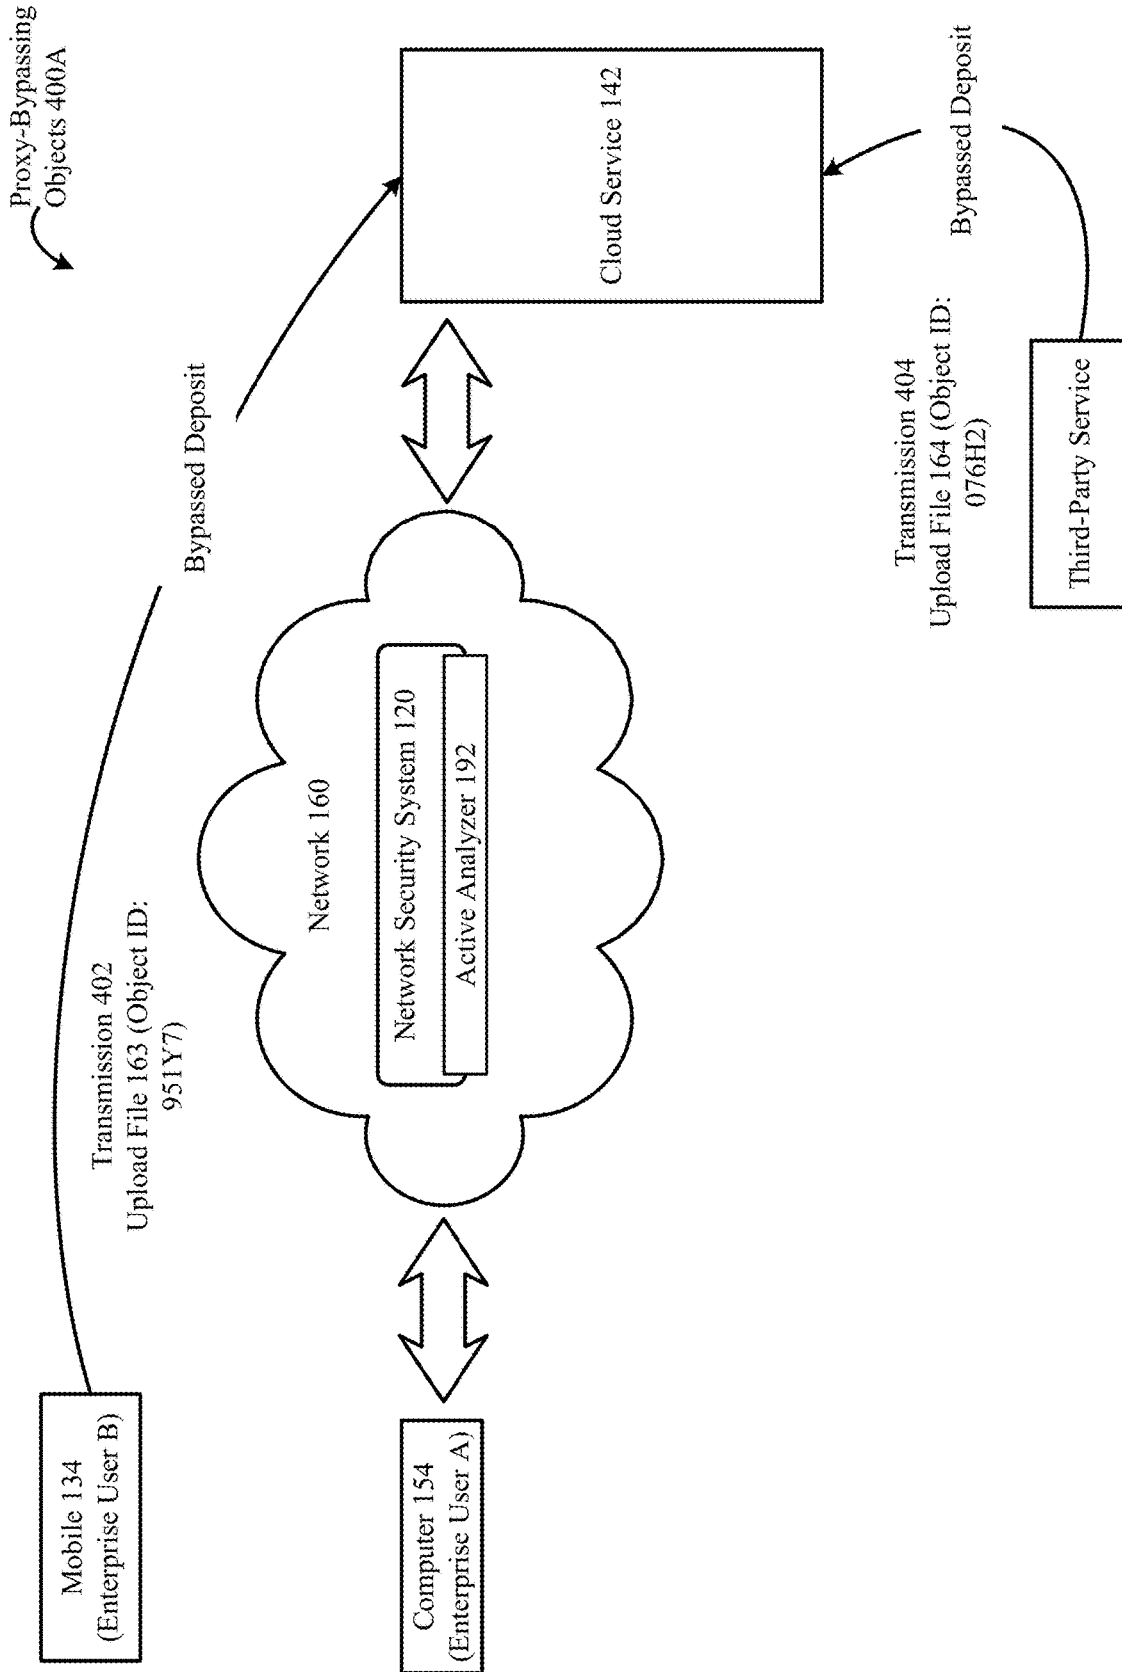 Proxy-Bypassing
Objects 400A
Mobile 134
(Enterprise User B)
Transmission 402
Upload File 163 (Object ID:
951Y7)
Bypassed Deposit
Computer 154
(Enterprise User A)
Network 160
Network Security System 120
Active Analyzer 192
Cloud Service 142
Transmission 404
Upload File 164 (Object ID:
076H2)
Bypassed Deposit
Third-Party Service